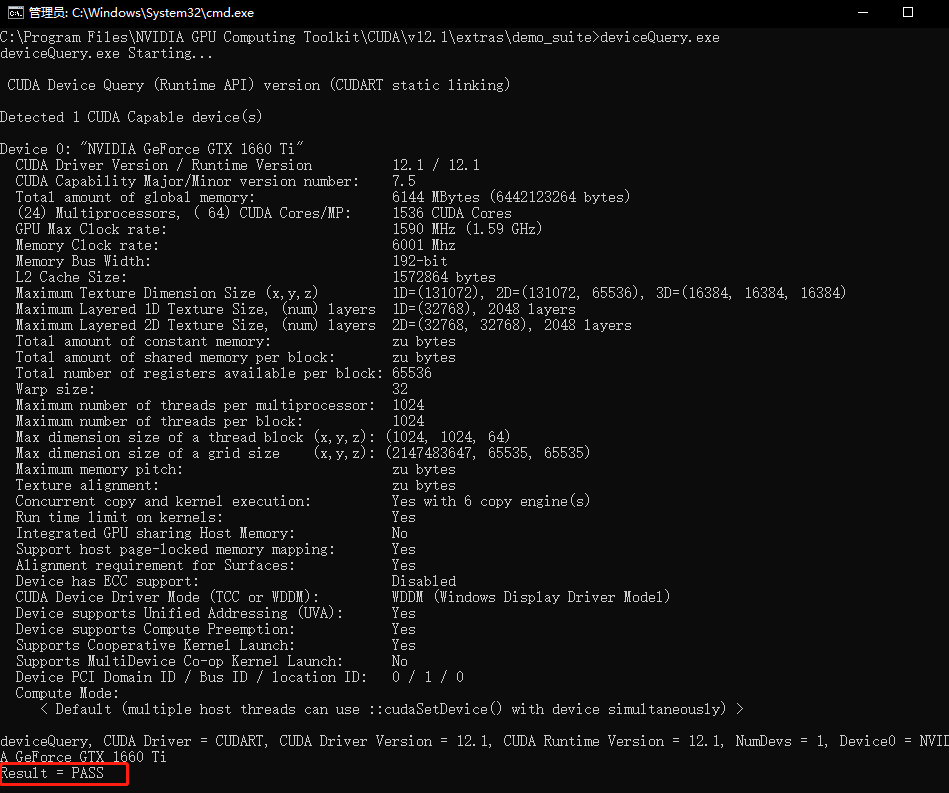 管理员: C:\Windows\System32\cmd.exe
C:\Program Files\NVIDIA GPU Computing Toolkit\CUDA\v12.1\extras\demo_suite>deviceQuery.exe
deviceQuery.exe Starting...
CUDA Device Query (Runtime API) version (CUDART static linking)
Detected 1 CUDA Capable device(s)
Device 0: "NVIDIA GeForce GTX 1660 Ti"
CUDA Driver Version / Runtime Version 12.1 / 12.1
CUDA Capability Major/Minor version number: 7.5
Total amount of global memory: 6144 MBytes (6442123264 bytes)
(24) Multiprocessors, ( 64) CUDA Cores/MP: 1536 CUDA Cores
GPU Max Clock rate: 1590 MHz (1.59 GHz)
Memory Clock rate: 6001 Mhz
Memory Bus Width: 192-bit
L2 Cache Size: 1572864 bytes
Maximum Texture Dimension Size (x,y,z) 1D=(131072), 2D=(131072, 65536), 3D=(16384, 16384, 16384)
Maximum Layered 1D Texture Size, (num) layers 1D=(32768), 2048 layers
Maximum Layered 2D Texture Size, (num) layers 2D=(32768, 32768), 2048 layers
Total amount of constant memory: zu bytes
Total amount of shared memory per block: zu bytes
Total number of registers available per block: 65536
Warp size: 32
Maximum number of threads per multiprocessor: 1024
Maximum number of threads per block: 1024
Max dimension size of a thread block (x,y,z): (1024, 1024, 64)
Max dimension size of a grid size (x,y,z): (2147483647, 65535, 65535)
Maximum memory pitch: zu bytes
Texture alignment: zu bytes
Concurrent copy and kernel execution: Yes with 6 copy engine(s)
Run time limit on kernels: Yes
Integrated GPU sharing Host Memory: No
Support host page-locked memory mapping: Yes
Alignment requirement for Surfaces: Yes
Device has ECC support: Disabled
CUDA Device Driver Mode (TCC or WDDM): WDDM (Windows Display Driver Model)
Device supports Unified Addressing (UVA): Yes
Device supports Compute Preemption: Yes
Supports Cooperative Kernel Launch: Yes
Supports MultiDevice Co-op Kernel Launch: No
Device PCI Domain ID / Bus ID / location ID: 0 / 1 / 0
Compute Mode:
< Default (multiple host threads can use ::cudaSetDevice() with device simultaneously) >
deviceQuery, CUDA Driver = CUDART, CUDA Driver Version = 12.1, CUDA Runtime Version = 12.1, NumDevs = 1, Device0 = NVIDI
A GeForce GTX 1660 Ti
Result = PASS